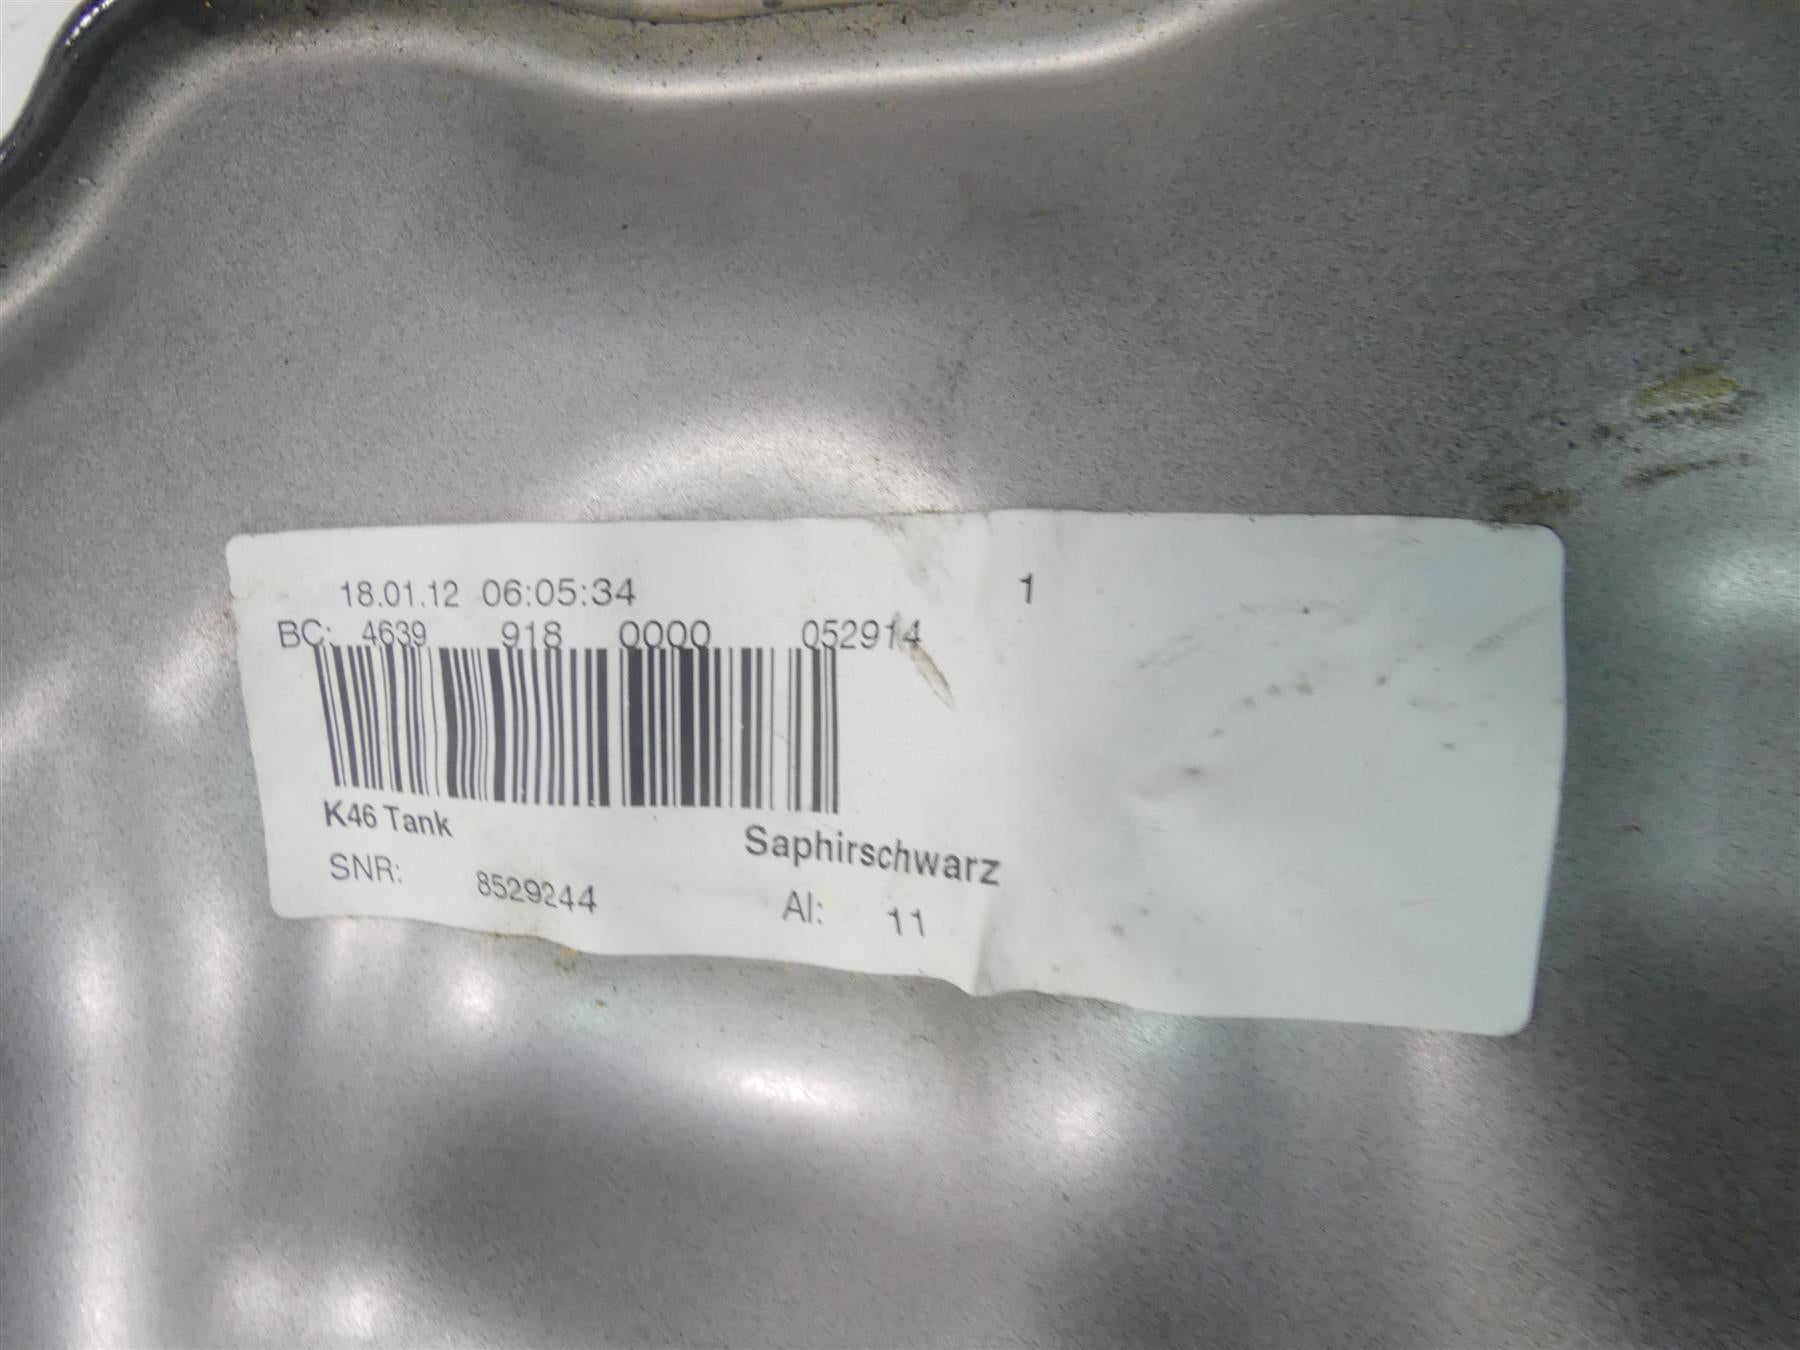 18.01.12 06:05:34 1
BC: 4639 918 0000 052914
K46 Tank Saphirschwarz
SNR: 8529244 AI: 11